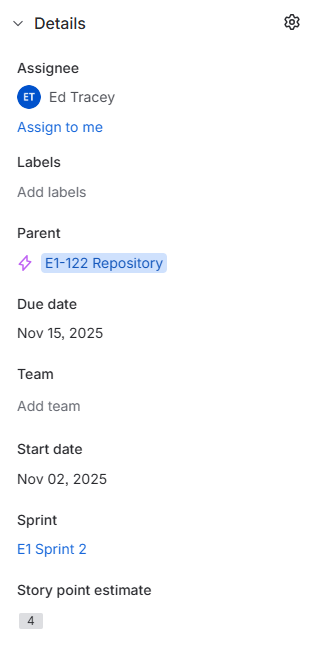 Details
Assignee
ET Ed Tracey
Assign to me
Labels
Add labels
Parent
E1-122 Repository
Due date
Nov 15, 2025
Team
Add team
Start date
Nov 02, 2025
Sprint
E1 Sprint 2
Story point estimate
4